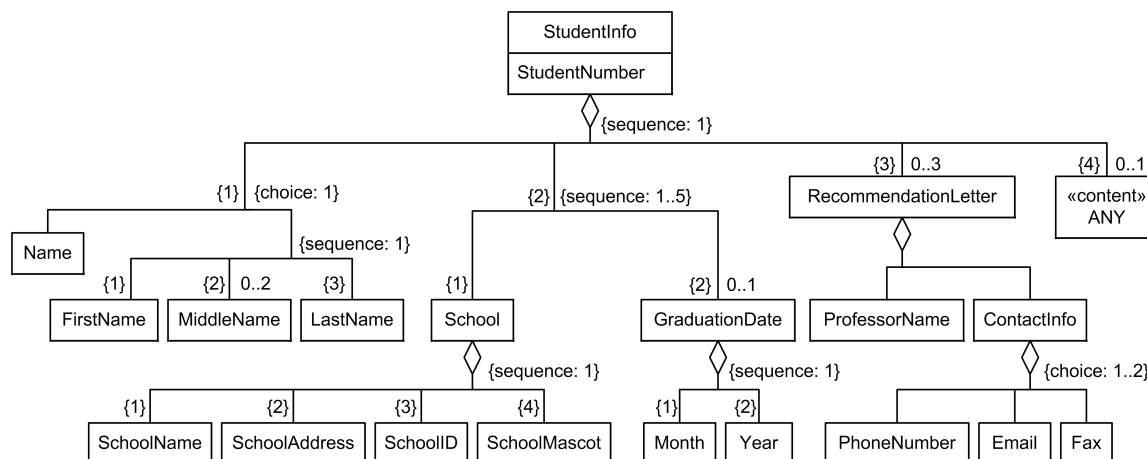 StudentInfo
StudentNumber
{sequence: 1}
{1} {choice: 1}
{2} {sequence: 1..5}
{3} 0..3
{4} 0..1
RecommendationLetter
«content»
ANY
Name
{sequence: 1}
{1} {2} 0..2 {3}
{1}
{2} 0..1
FirstName
MiddleName
LastName
School
GraduationDate
ProfessorName
ContactInfo
{sequence: 1}
{sequence: 1}
{choice: 1..2}
{1} {2} {3} {4}
{1} {2}
SchoolName
SchoolAddress
SchoolID
SchoolMascot
Month
Year
PhoneNumber
Email
Fax